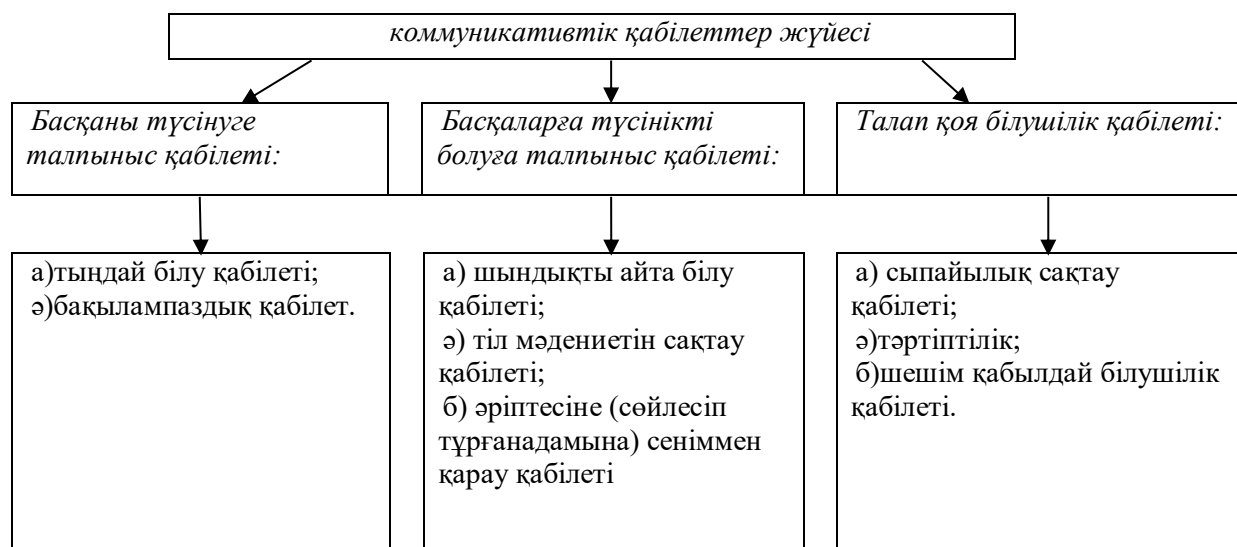 коммуникативтік қабілеттер жүйесі
Басқаны түсінуге
талпыныс қабілеті:
Басқаларға түсінікті
болуға талпыныс қабілеті:
Талап қоя білушілік қабілеті:
а)тыңдай білу қабілеті;
ә)бақылампаздық қабілет.
а) шындықты айта білу
қабілеті;
ә) тіл мәдениетін сақтау
қабілеті;
б) әріптесіне (сөйлесіп
тұрғанадамына) сеніммен
қарау қабілеті
а) сыпайылық сақтау
қабілеті;
ә)тәртіптілік;
б)шешім қабылдай білушілік
қабілеті.